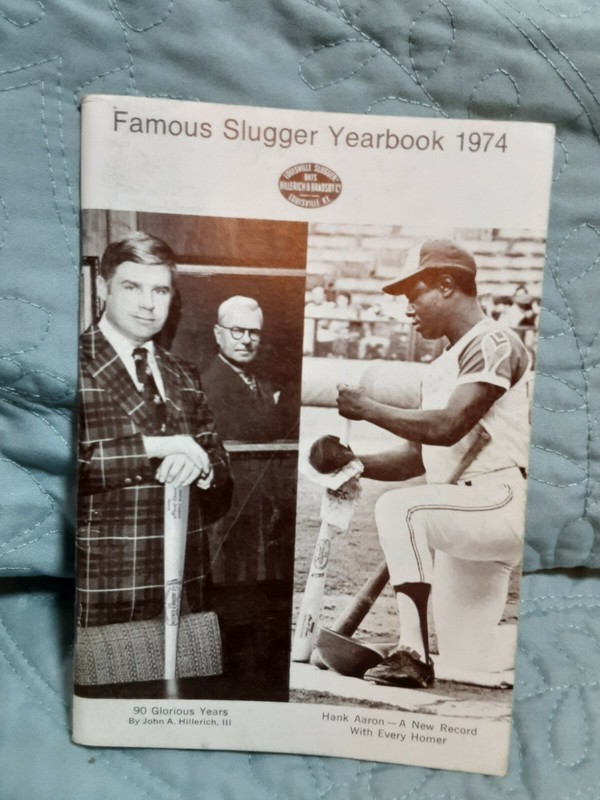 Famous Slugger Yearbook 1974
LOUISVILLE SLUGGER
BATS
HILLERICH & BRADSBY CO
LOUISVILLE KY.
90 Glorious Years
By John A. Hillerich, III
Hank Aaron—A New Record
With Every Homer